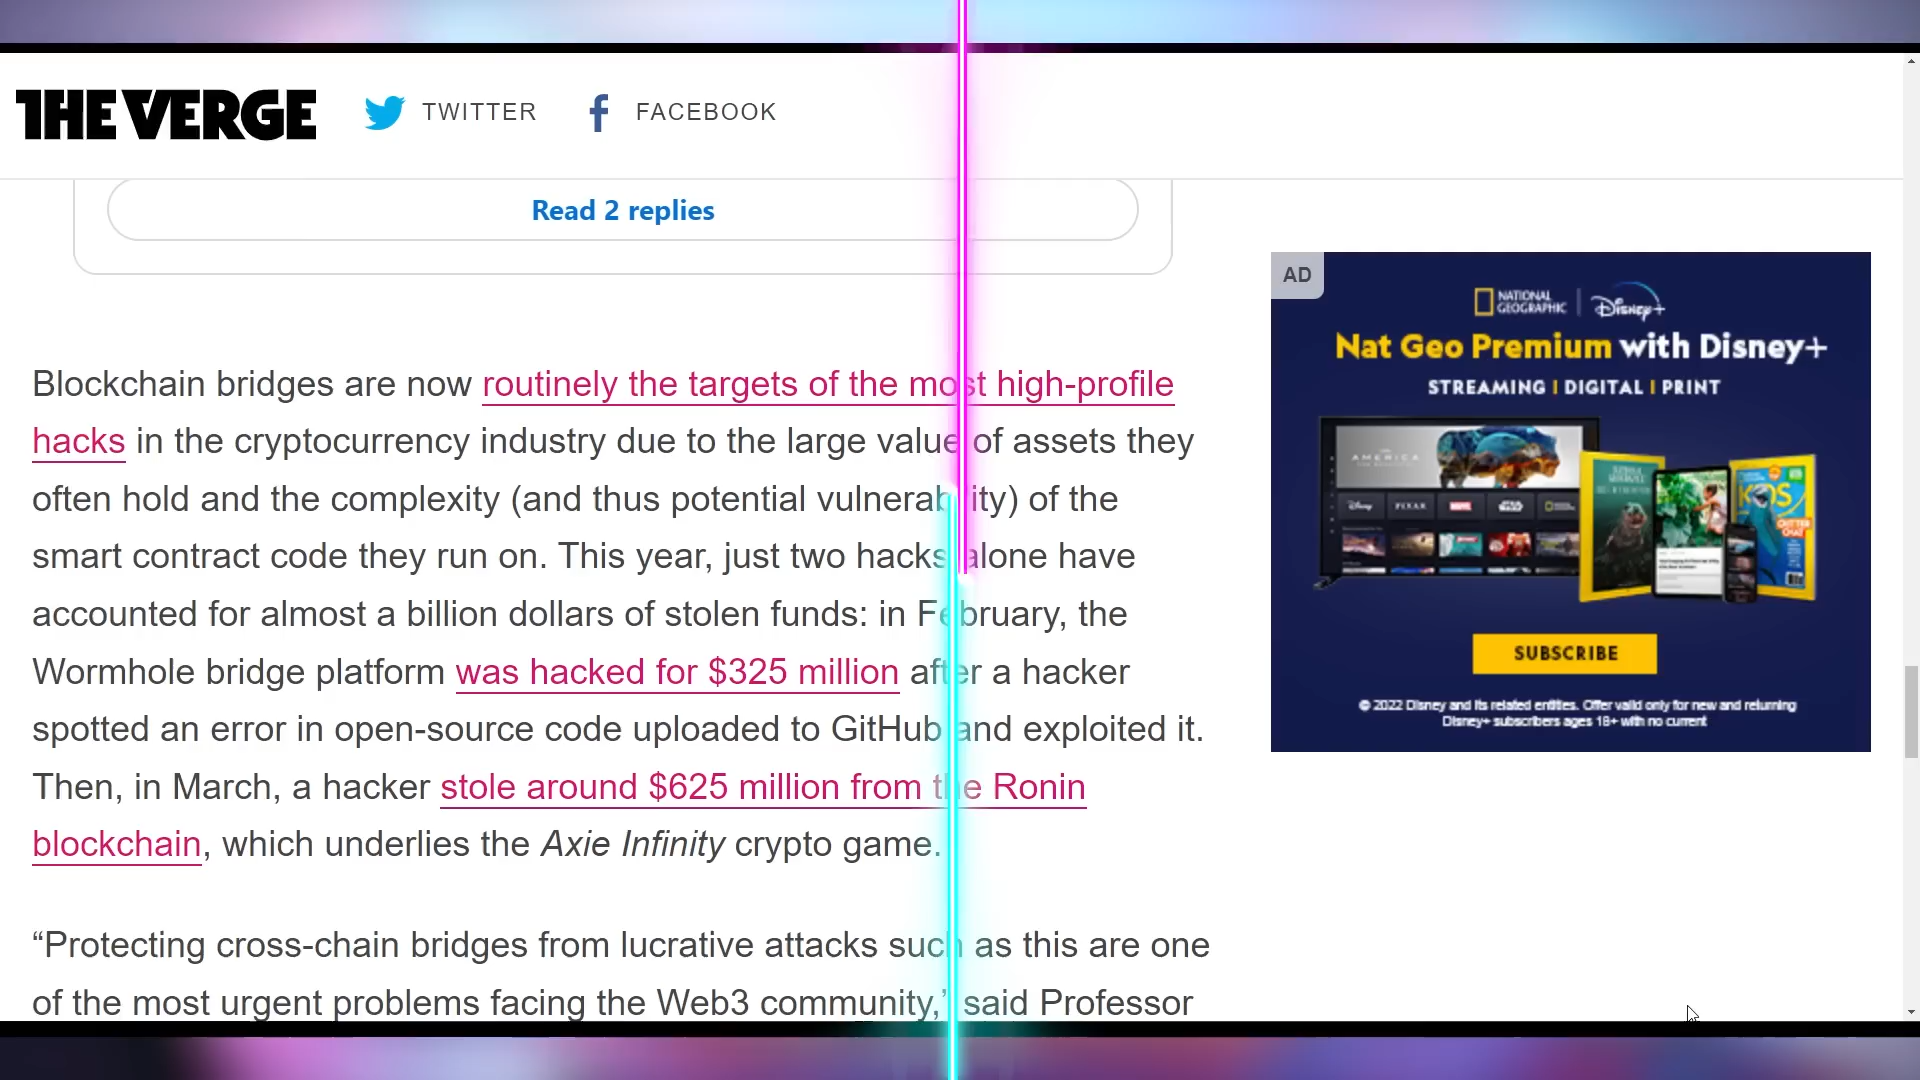 THE VERGE
TWITTER
FACEBOOK
Read 2 replies
Blockchain bridges are now routinely the targets of the most high-profile
hacks in the cryptocurrency industry due to the large value of assets they
often hold and the complexity (and thus potential vulnerability) of the
smart contract code they run on. This year, just two hacks alone have
accounted for almost a billion dollars of stolen funds: in February, the
Wormhole bridge platform was hacked for $325 million after a hacker
spotted an error in open-source code uploaded to GitHub and exploited it.
Then, in March, a hacker stole around $625 million from the Ronin
blockchain, which underlies the Axie Infinity crypto game.
“Protecting cross-chain bridges from lucrative attacks such as this are one
of the most urgent problems facing the Web3 community,” said Professor
AD
NATIONAL
GEOGRAPHIC
Disney+
Nat Geo Premium with Disney+
STREAMING | DIGITAL | PRINT
AMERICA
Disney
PIXAR
MARVEL
KIDS
SUBSCRIBE
© 2022 Disney and its related entities. Offer valid only for new and returning
Disney+ subscribers ages 18+ with no current